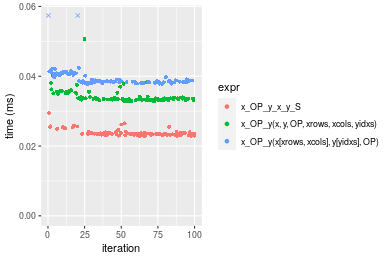 0.06
0.04
0.02
0.00
time (ms)
0
25
50
75
100
iteration
expr
x_OP_y_x_y_S
x_OP_y(x, y, OP, xrows, xcols, yidxs)
x_OP_y(x[xrows, xcols], y[yidxs], OP)